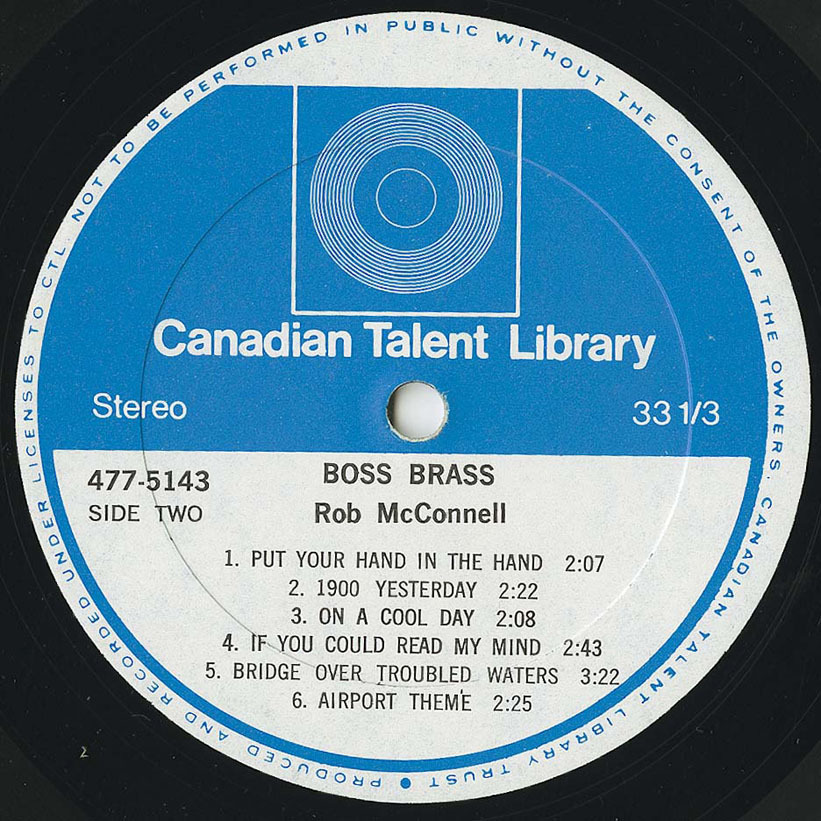 PRODUCED AND RECORDED UNDER LICENSES TO CTL. NOT TO BE PERFORMED IN PUBLIC WITHOUT THE CONSENT OF THE OWNERS, CANADIAN TALENT LIBRARY TRUST •
Canadian Talent Library
Stereo
33 1/3
477-5143
SIDE TWO
BOSS BRASS
Rob McConnell
1. PUT YOUR HAND IN THE HAND 2:07
2. 1900 YESTERDAY 2:22
3. ON A COOL DAY 2:08
4. IF YOU COULD READ MY MIND 2:43
5. BRIDGE OVER TROUBLED WATERS 3:22
6. AIRPORT THEME 2:25